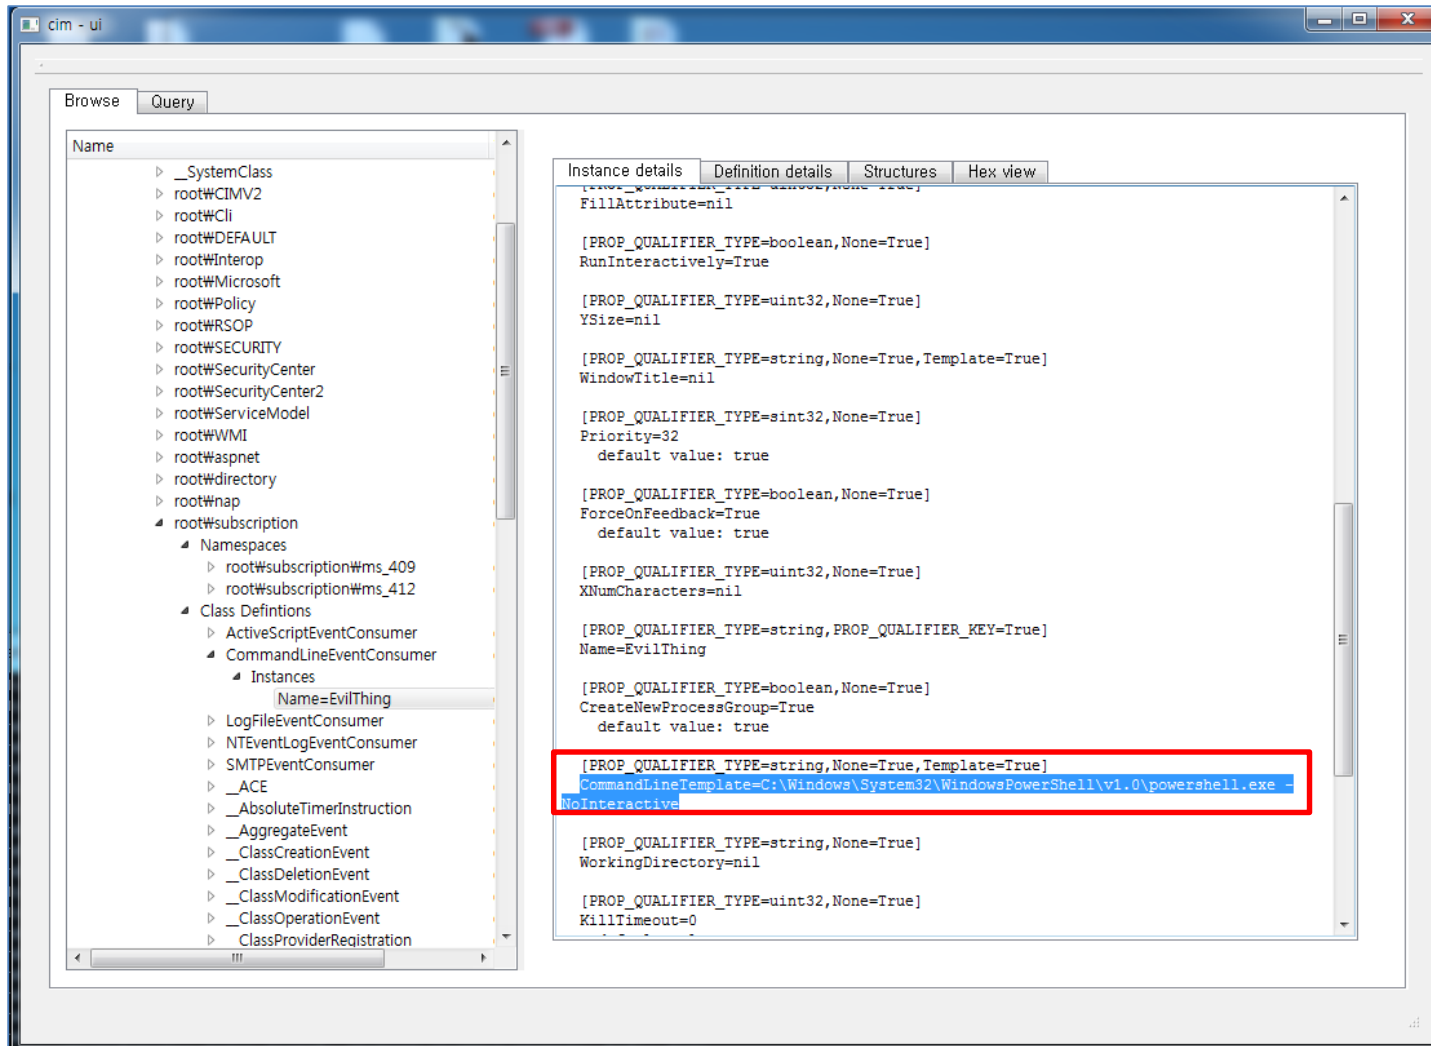 cim - ui
Browse
Query
Name
__SystemClass
root₩CIMV2
root₩Cli
root₩DEFAULT
root₩Interop
root₩Microsoft
root₩Policy
root₩RSOP
root₩SECURITY
root₩SecurityCenter
root₩SecurityCenter2
root₩ServiceModel
root₩WMI
root₩aspnet
root₩directory
root₩nap
root₩subscription
Namespaces
root₩subscription₩ms_409
root₩subscription₩ms_412
Class Defintions
ActiveScriptEventConsumer
CommandLineEventConsumer
Instances
Name=EvilThing
LogFileEventConsumer
NTEventLogEventConsumer
SMTPEventConsumer
__ACE
__AbsoluteTimerInstruction
__AggregateEvent
__ClassCreationEvent
__ClassDeletionEvent
__ClassModificationEvent
__ClassOperationEvent
ClassProviderRegistration
Instance details
Definition details
Structures
Hex view
[PROP_QUALIFIER_TYPE=uint32,None=True]
FillAttribute=nil
[PROP_QUALIFIER_TYPE=boolean,None=True]
RunInteractively=True
[PROP_QUALIFIER_TYPE=uint32,None=True]
YSize=nil
[PROP_QUALIFIER_TYPE=string,None=True,Template=True]
WindowTitle=nil
[PROP_QUALIFIER_TYPE=sint32,None=True]
Priority=32
default value: true
[PROP_QUALIFIER_TYPE=boolean,None=True]
ForceOnFeedback=True
default value: true
[PROP_QUALIFIER_TYPE=uint32,None=True]
XNumCharacters=nil
[PROP_QUALIFIER_TYPE=string,PROP_QUALIFIER_KEY=True]
Name=EvilThing
[PROP_QUALIFIER_TYPE=boolean,None=True]
CreateNewProcessGroup=True
default value: true
[PROP_QUALIFIER_TYPE=string,None=True,Template=True]
CommandLineTemplate=C:\Windows\System32\WindowsPowerShell\v1.0\powershell.exe -
NoInteractive
[PROP_QUALIFIER_TYPE=string,None=True]
WorkingDirectory=nil
[PROP_QUALIFIER_TYPE=uint32,None=True]
KillTimeout=0